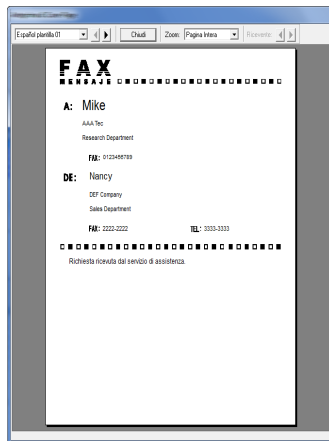 Español plantilla 01
Chiudi
Zoom:
Pagina Intera
Ricevente:
FAX
MENSAJE
A: Mike
AAA Tec
Research Department
FAX: 0123456789
DE: Nancy
DEF Company
Sales Department
FAX: 2222-2222 TEL: 3333-3333
Richiesta ricevuta dal servizio di assistenza.